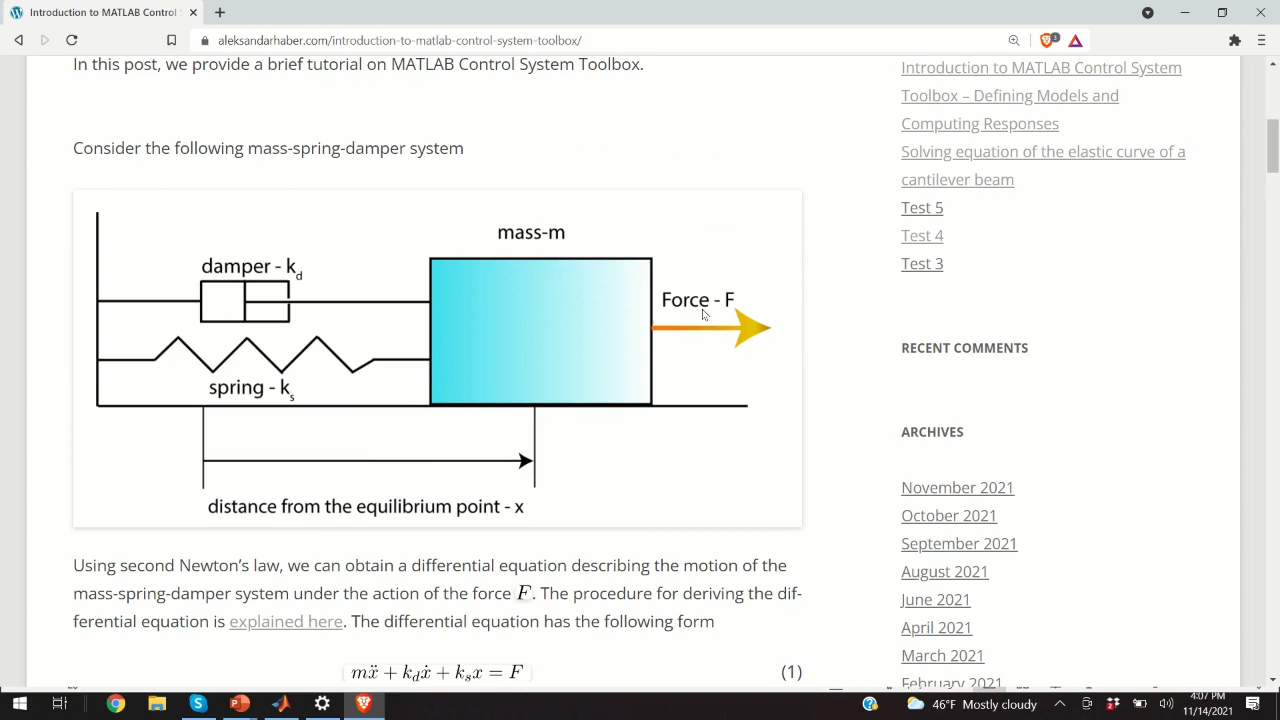 Introduction to MATLAB Control S
aleksandarhaber.com/introduction-to-matlab-control-system-toolbox/
3
In this post, we provide a brief tutorial on MATLAB Control System Toolbox.
Consider the following mass-spring-damper system
mass-m
damper - kd
Force - F
spring - ks
distance from the equilibrium point - x
Using second Newton's law, we can obtain a differential equation describing the motion of the
mass-spring-damper system under the action of the force F. The procedure for deriving the dif-
ferential equation is explained here. The differential equation has the following form
mẍ + k_dẋ + k_sx = F (1)
Introduction to MATLAB Control System
Toolbox – Defining Models and
Computing Responses
Solving equation of the elastic curve of a
cantilever beam
Test 5
Test 4
Test 3
RECENT COMMENTS
ARCHIVES
November 2021
October 2021
September 2021
August 2021
June 2021
April 2021
March 2021
February 2021
46°F Mostly cloudy
4:07 PM
11/14/2021